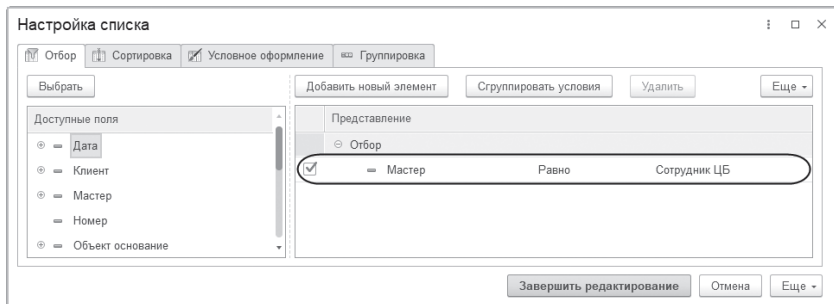 Настройка списка
Отбор Сортировка Условное оформление Группировка
Выбрать Добавить новый элемент Сгруппировать условия Удалить Еще
Доступные поля Представление
Дата Отбор
Клиент Мастер Равно Сотрудник ЦБ
Мастер
Номер
Объект основание
Завершить редактирование Отмена Еще